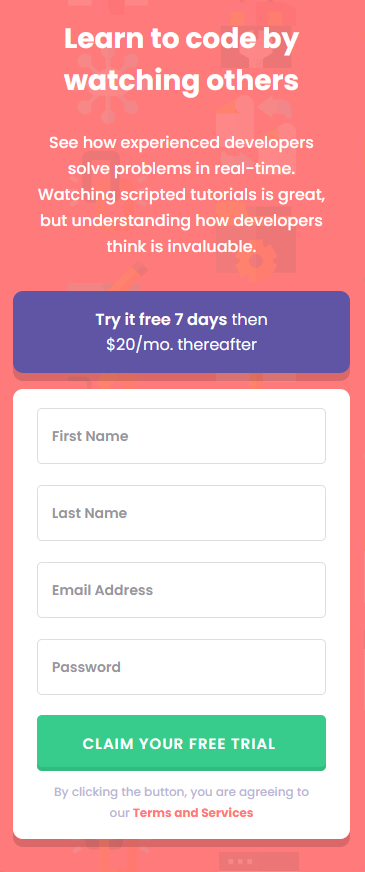 Learn to code by
watching others
See how experienced developers
solve problems in real-time.
Watching scripted tutorials is great,
but understanding how developers
think is invaluable.
Try it free 7 days then
$20/mo. thereafter
First Name
Last Name
Email Address
Password
CLAIM YOUR FREE TRIAL
By clicking the button, you are agreeing to
our Terms and Services